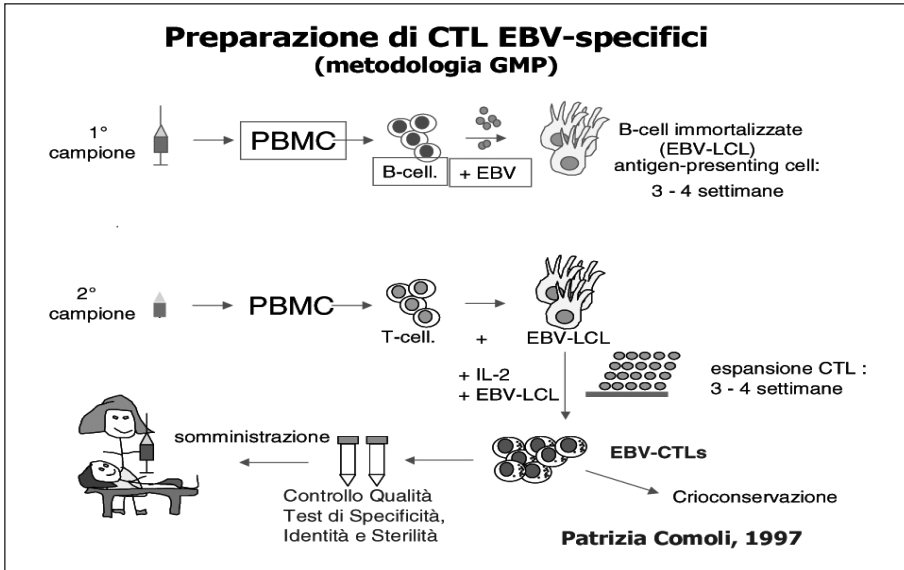 Preparazione di CTL EBV-specifici
(metodologia GMP)
1°
campione
PBMC
B-cell.
+ EBV
B-cell immortalizzate
(EBV-LCL)
antigen-presenting cell:
3 - 4 settimane
2°
campione
PBMC
T-cell.
+
EBV-LCL
+ IL-2
+ EBV-LCL
espansione CTL :
3 - 4 settimane
somministrazione
EBV-CTLs
Controllo Qualità
Test di Specificità,
Identità e Sterilità
Crioconservazione
Patrizia Comoli, 1997